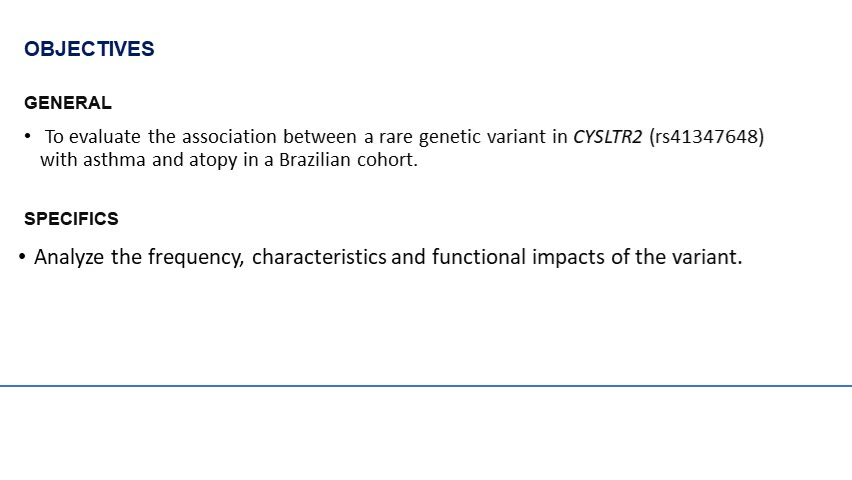 OBJECTIVES
GENERAL
• To evaluate the association between a rare genetic variant in CYSLTR2 (rs41347648)
with asthma and atopy in a Brazilian cohort.
SPECIFICS
• Analyze the frequency, characteristics and functional impacts of the variant.